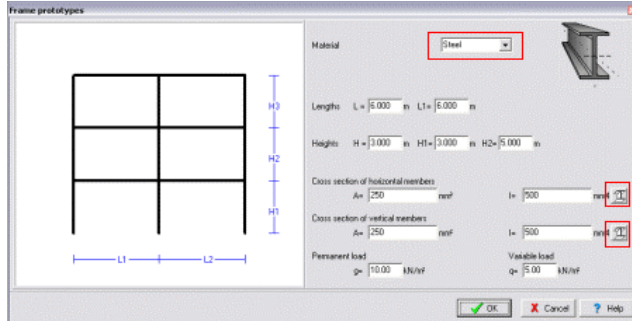 Frame prototypes
Material Steel
H3
H2
H1
L1 L2
Lengths L = 6.000 m L1= 6.000 m
Heights H = 3.000 m H1= 3.000 m H2= 5.000 m
Cross section of horizontal members
A= 250 mm² I= 500 mm4
Cross section of vertical members
A= 250 mm² I= 500 mm4
Permanent load Variable load
g= 10.00 kN/m² q= 5.00 kN/m²
OK Cancel Help